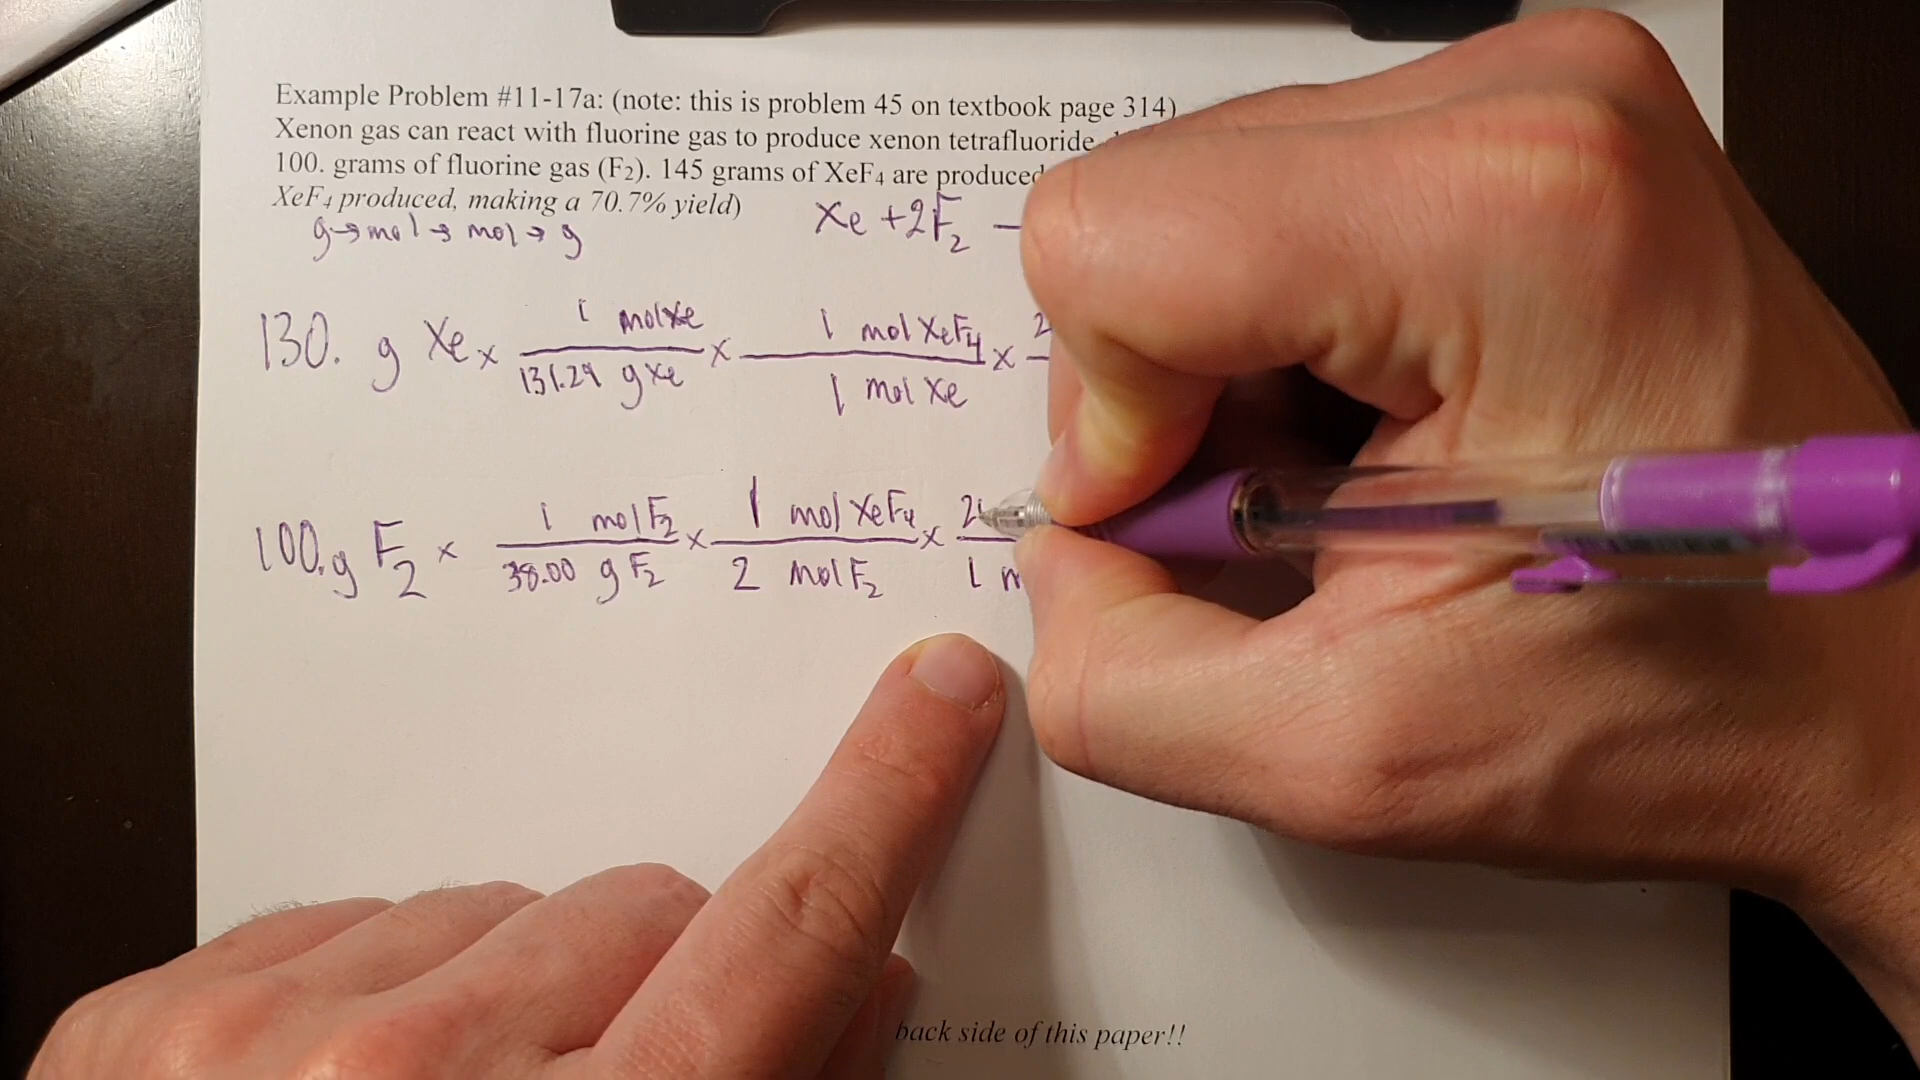 Example Problem #11-17a: (note: this is problem 45 on textbook page 314)
Xenon gas can react with fluorine gas to produce xenon tetrafluoride
100. grams of fluorine gas (F₂). 145 grams of XeF₄ are produced
XeF₄ produced, making a 70.7% yield)
g→mol→mol→g
Xe + 2F₂ –
130. g Xe × 1 mol Xe / 131.29 g Xe × 1 mol XeF₄ / 1 mol Xe × 2
100. g F₂ × 1 mol F₂ / 38.00 g F₂ × 1 mol XeF₄ / 2 mol F₂ × 2 / 1 m
back side of this paper!!